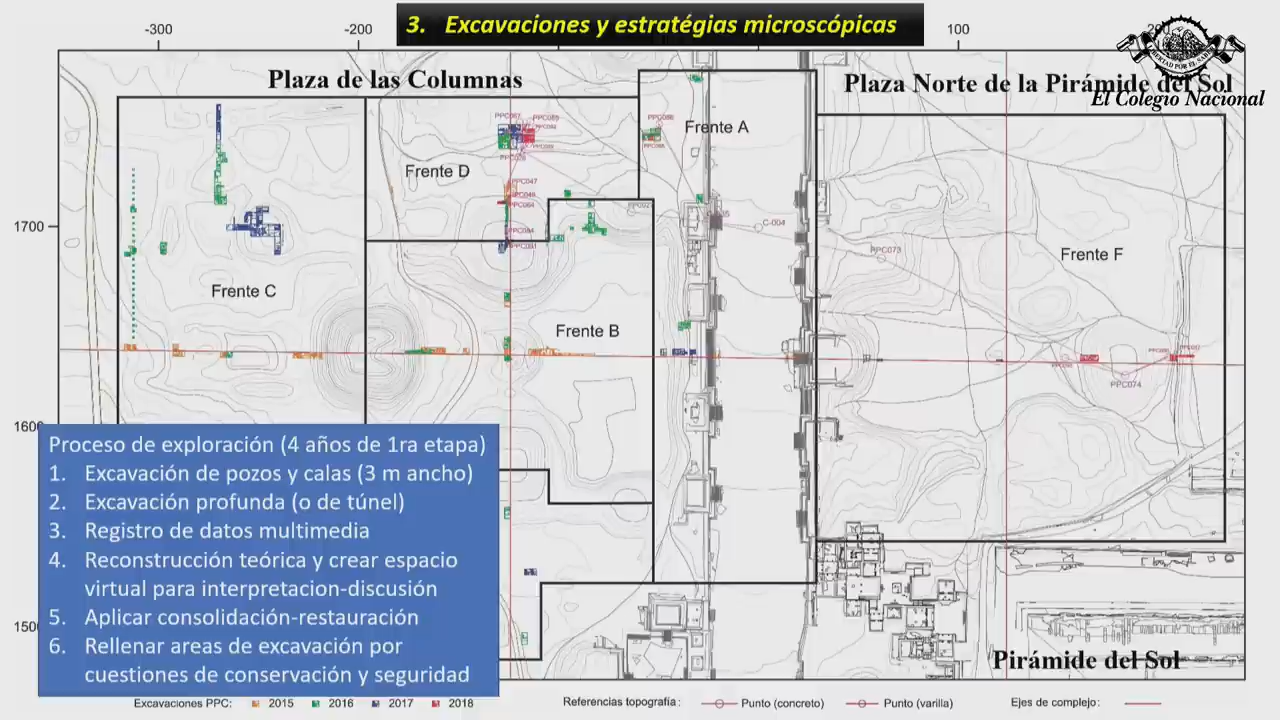 3. Excavaciones y estratégias microscópicas
-300
-200
100
Plaza de las Columnas
Plaza Norte de la Pirámide del Sol
El Colegio Nacional
Frente A
Frente D
1700
C-004
PPC047
PPC073
Frente F
Frente C
Frente B
PPC074
1600
Proceso de exploración (4 años de 1ra etapa)
1. Excavación de pozos y calas (3 m ancho)
2. Excavación profunda (o de túnel)
3. Registro de datos multimedia
4. Reconstrucción teórica y crear espacio
virtual para interpretacion-discusión
5. Aplicar consolidación-restauración
6. Rellenar areas de excavación por
cuestiones de conservación y seguridad
Pirámide del Sol
Excavaciones PPC: 2015 2016 2017 2018
Referencias topografía: Punto (concreto) Punto (varilla)
Ejes de complejo: